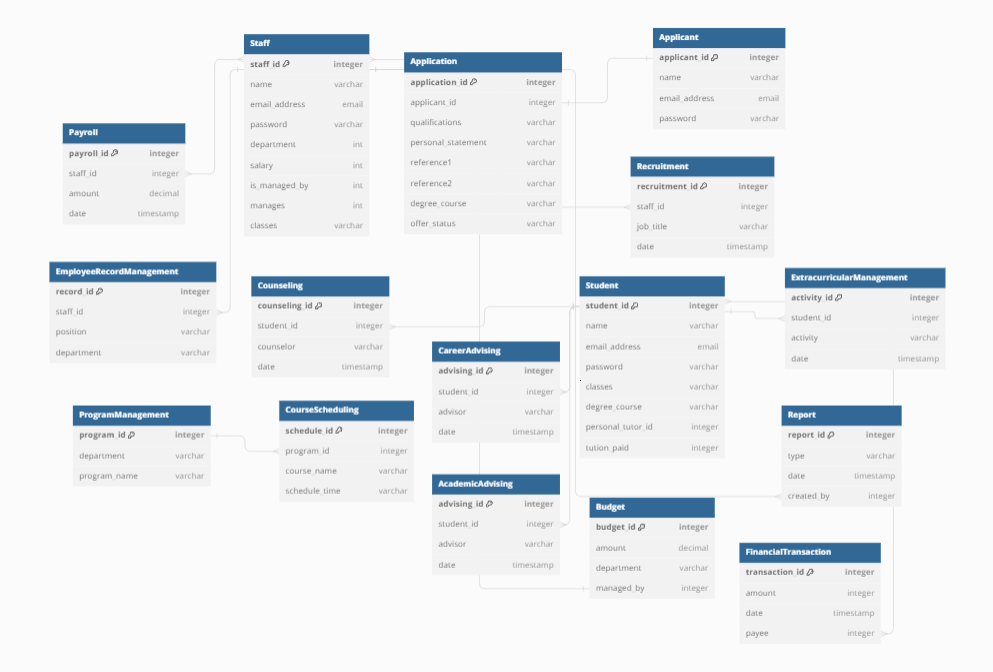 Staff
staff_id integer
name varchar
email_address email
password varchar
department int
salary int
is_managed_by int
manages int
classes varchar
Application
application_id integer
applicant_id integer
qualifications varchar
personal_statement varchar
reference1 varchar
reference2 varchar
degree_course varchar
offer_status varchar
Applicant
applicant_id integer
name varchar
email_address email
password varchar
Payroll
payroll_id integer
staff_id integer
amount decimal
date timestamp
Recruitment
recruitment_id integer
staff_id integer
job_title varchar
date timestamp
EmployeeRecordManagement
record_id integer
staff_id integer
position varchar
department varchar
Counseling
counseling_id integer
student_id integer
counselor varchar
date timestamp
Student
student_id integer
name varchar
email_address email
password varchar
classes varchar
degree_course varchar
personal_tutor_id integer
tution_paid integer
ExtracurricularManagement
activity_id integer
student_id integer
activity varchar
date timestamp
CareerAdvising
advising_id integer
student_id integer
advisor varchar
date timestamp
ProgramManagement
program_id integer
department varchar
program_name varchar
CourseScheduling
schedule_id integer
program_id integer
course_name varchar
schedule_time varchar
Report
report_id integer
type varchar
date timestamp
created_by integer
AcademicAdvising
advising_id integer
student_id integer
advisor varchar
date timestamp
Budget
budget_id integer
amount decimal
department varchar
managed_by integer
FinancialTransaction
transaction_id integer
amount integer
date timestamp
payee integer